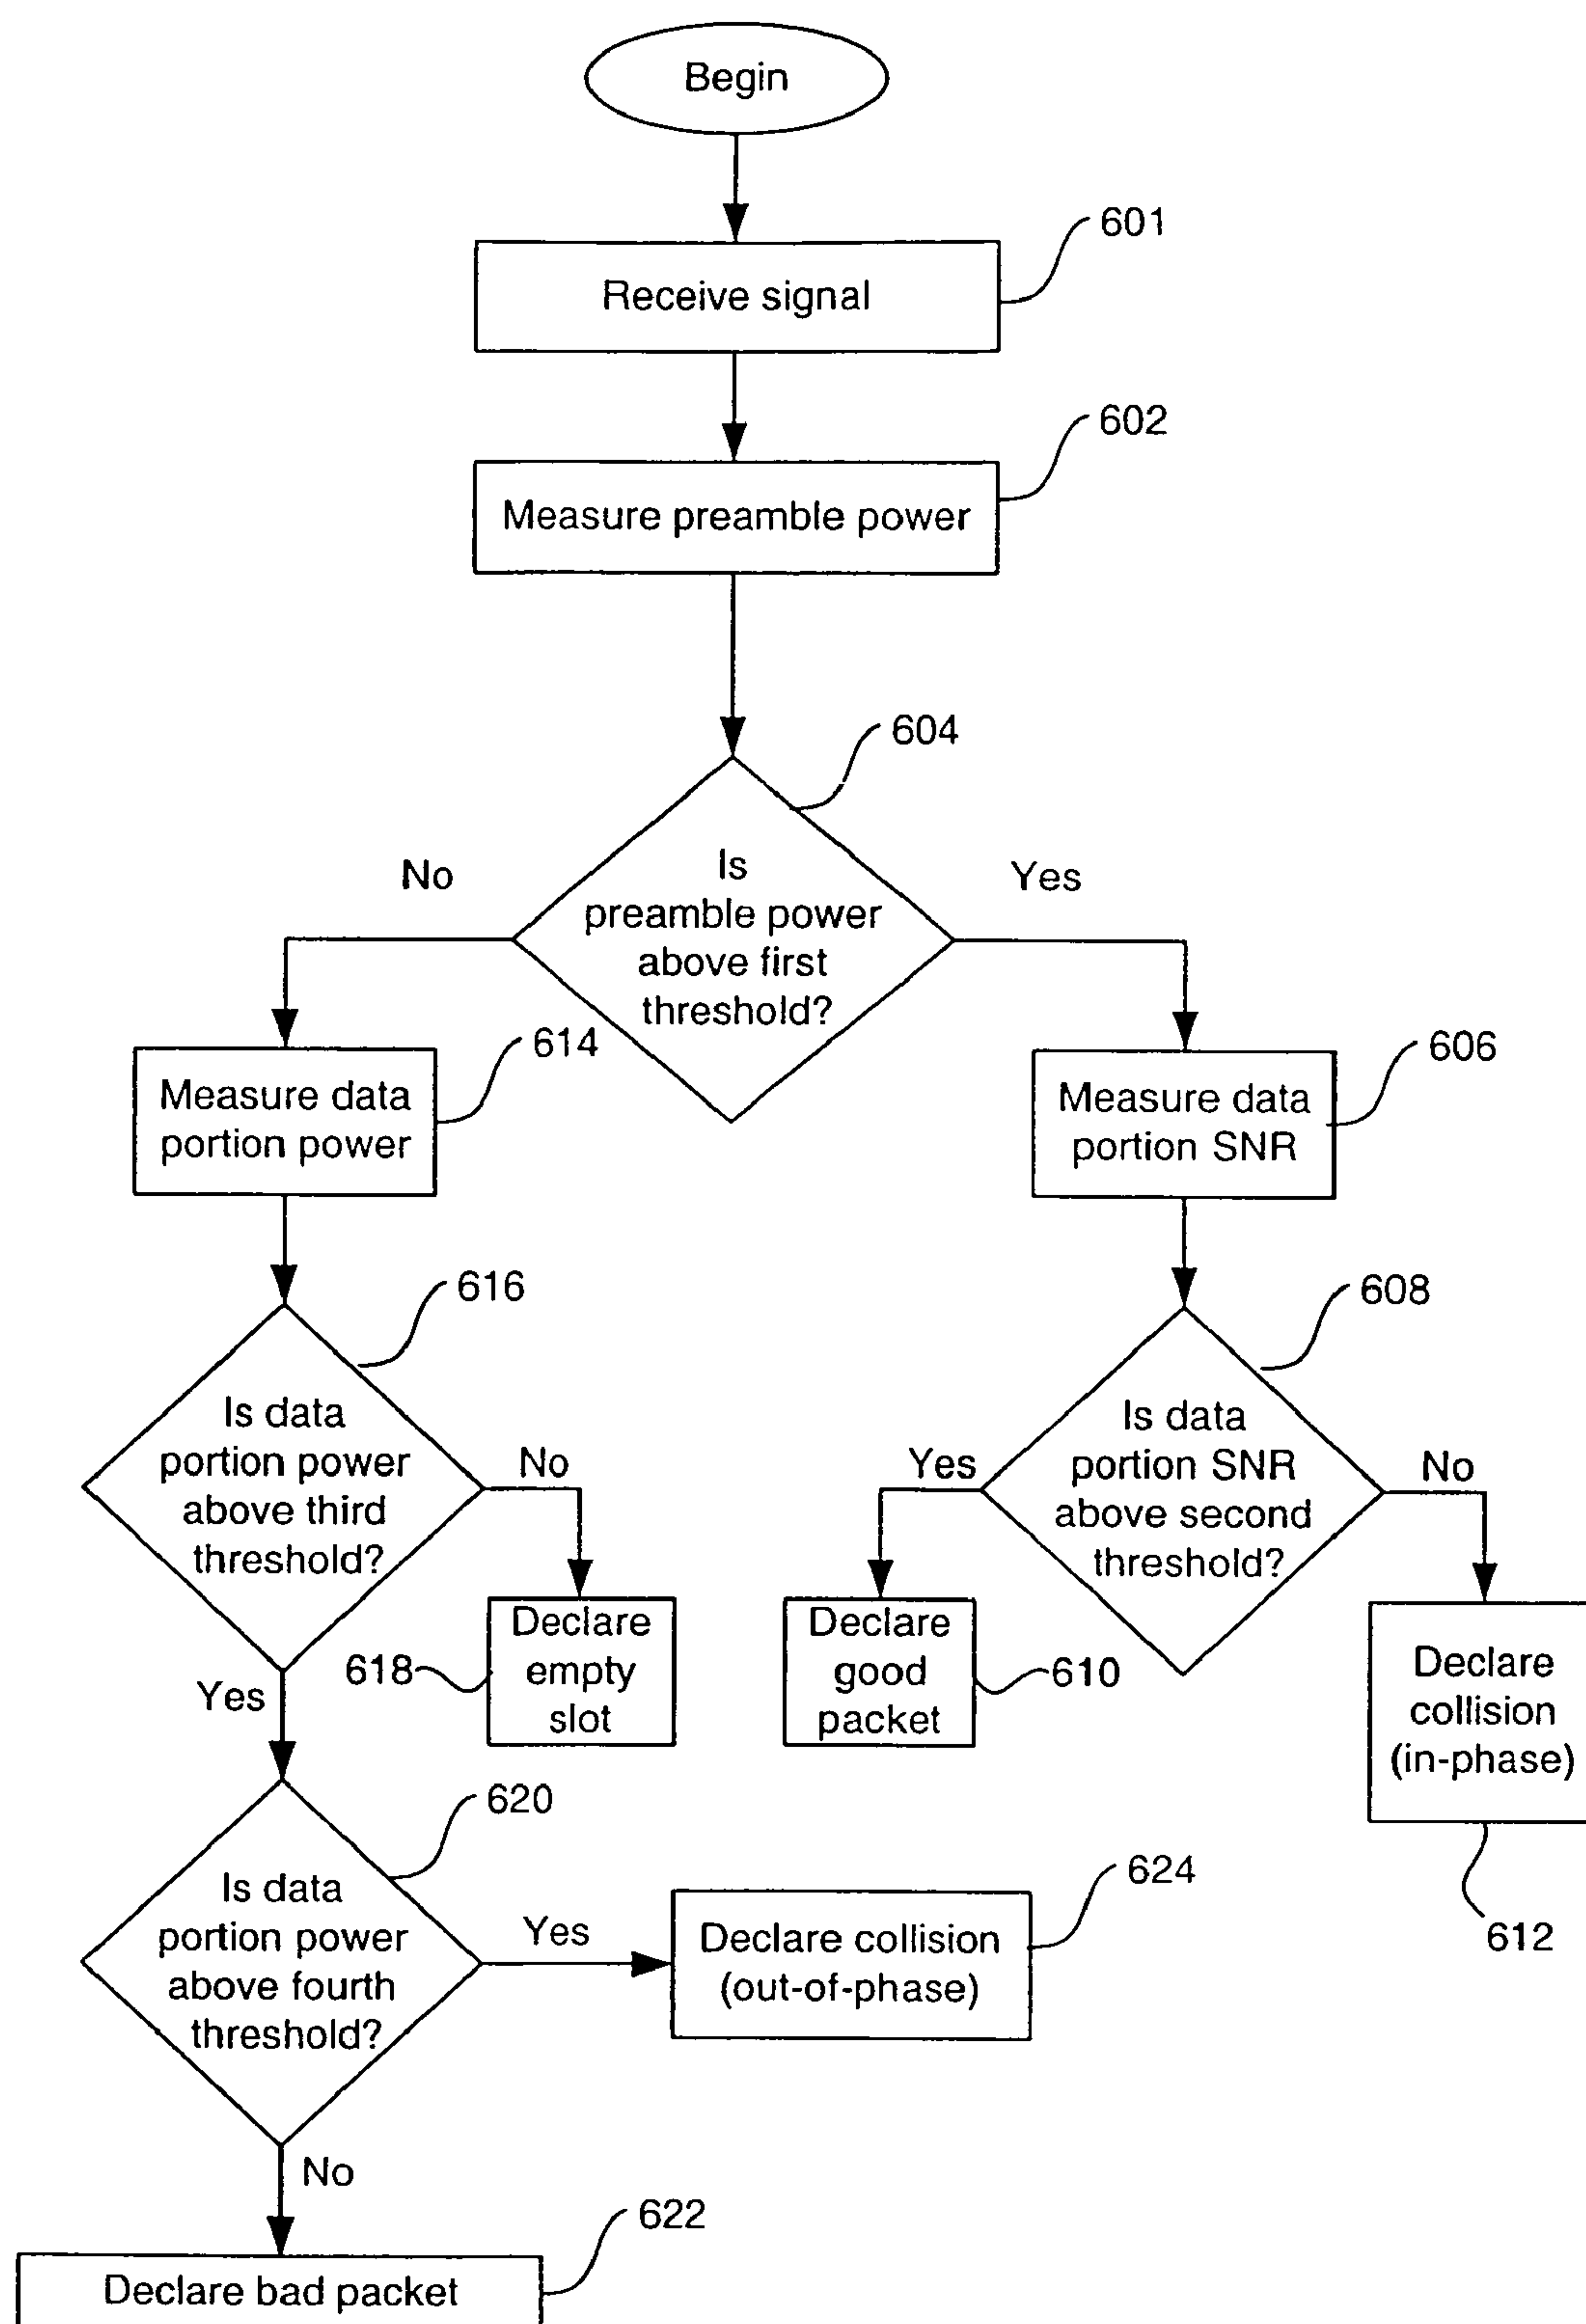 Begin
601
Receive signal
602
Measure preamble power
604
Is
preamble power
above first
threshold?
No
Yes
614
Measure data
portion power
606
Measure data
portion SNR
616
Is data
portion power
above third
threshold?
No
Yes
608
Is data
portion SNR
above second
threshold?
Yes
No
618
Declare
empty
slot
Declare
good
packet
610
Declare
collision
(in-phase)
612
620
Is data
portion power
above fourth
threshold?
Yes
624
Declare collision
(out-of-phase)
No
622
Declare bad packet